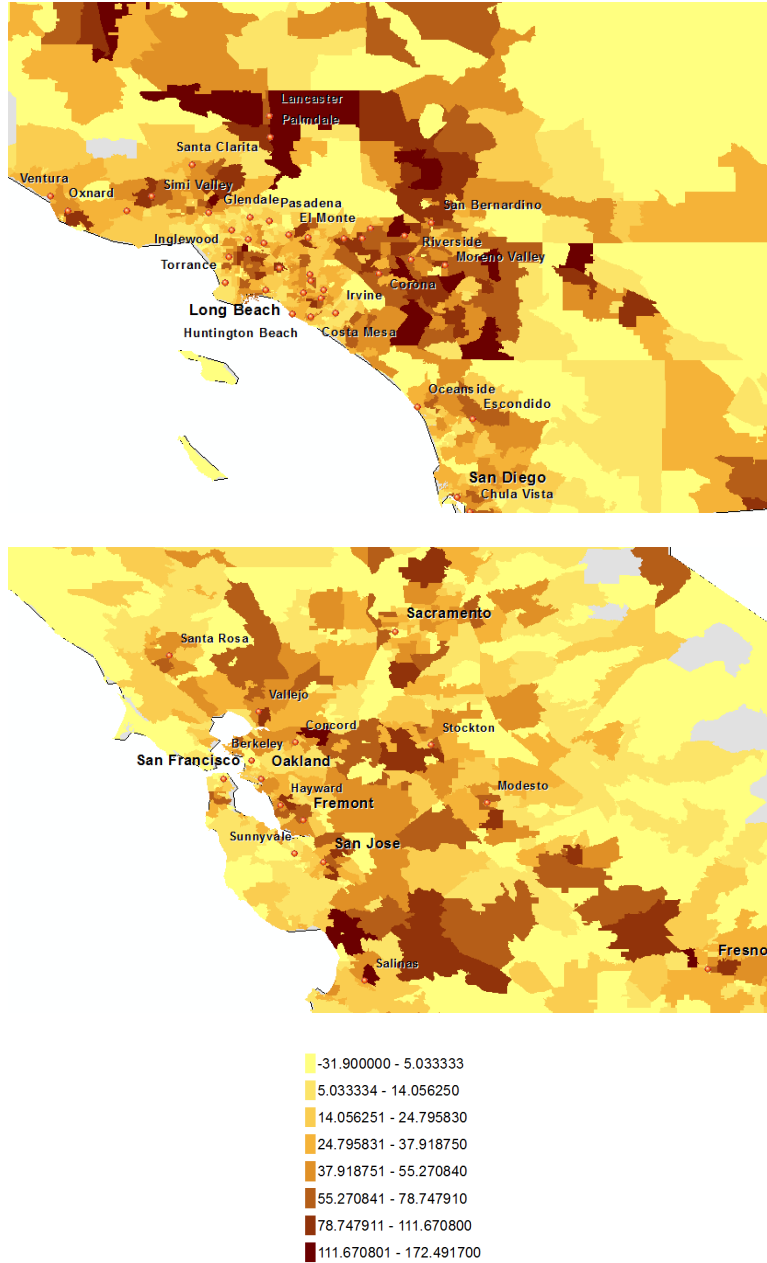 Lancaster
Palmdale
Santa Clarita
Ventura
Simi Valley
Oxnard
Glendale Pasadena
San Bernardino
El Monte
Inglewood
Riverside
Moreno Valley
Torrance
Corona
Irvine
Long Beach
Huntington Beach
Costa Mesa
Oceanside
Escondido
San Diego
Chula Vista
Sacramento
Santa Rosa
Vallejo
Concord
Stockton
Berkeley
San Francisco
Oakland
Hayward
Modesto
Fremont
Sunnyvale
San Jose
Fresno
Salinas
-31.900000 - 5.033333
5.033334 - 14.056250
14.056251 - 24.795830
24.795831 - 37.918750
37.918751 - 55.270840
55.270841 - 78.747910
78.747911 - 111.670800
111.670801 - 172.491700